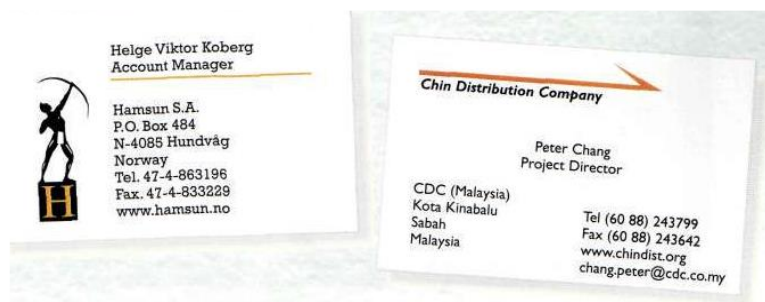 Helge Viktor Koberg
Account Manager
Hamsun S.A.
P.O. Box 484
N-4085 Hundvåg
Norway
Tel. 47-4-863196
Fax. 47-4-833229
www.hamsun.no
H
Chin Distribution Company
Peter Chang
Project Director
CDC (Malaysia)
Kota Kinabalu
Sabah
Malaysia
Tel (60 88) 243799
Fax (60 88) 243642
www.chindist.org
chang.peter@cdc.co.my